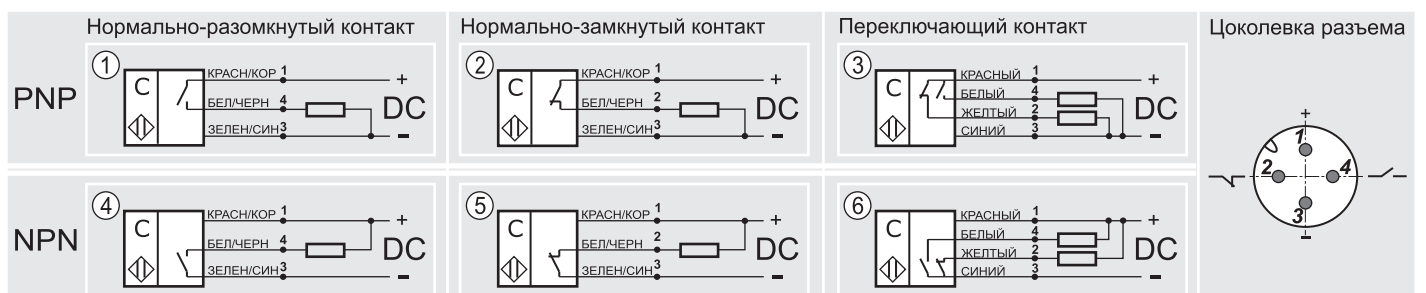 Нормально-разомкнутый контакт
Нормально-замкнутый контакт
Переключающий контакт
Цоколевка разъема
PNP
1
C
КРАСН/КОР 1
+
БЕЛ/ЧЕРН 4
DC
ЗЕЛЕН/СИН 3
-
2
C
КРАСН/КОР 1
+
БЕЛ/ЧЕРН 2
DC
ЗЕЛЕН/СИН 3
-
3
C
КРАСНЫЙ 1
+
БЕЛЫЙ 4
ЖЕЛТЫЙ 2
DC
СИНИЙ 3
-
NPN
4
C
КРАСН/КОР 1
+
БЕЛ/ЧЕРН 4
DC
ЗЕЛЕН/СИН 3
-
5
C
КРАСН/КОР 1
+
БЕЛ/ЧЕРН 2
DC
ЗЕЛЕН/СИН 3
-
6
C
КРАСНЫЙ 1
+
БЕЛЫЙ 4
ЖЕЛТЫЙ 2
DC
СИНИЙ 3
-
+
1
2
4
3
-